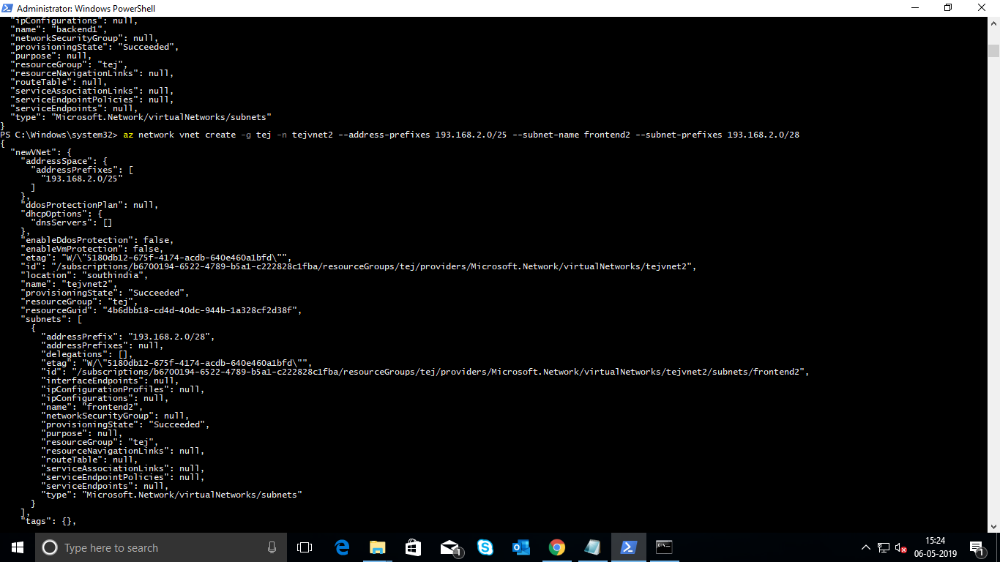 Administrator: Windows PowerShell
  "ipConfigurations": null,
  "name": "backend1",
  "networkSecurityGroup": null,
  "provisioningState": "Succeeded",
  "purpose": null,
  "resourceGroup": "tej",
  "resourceNavigationLinks": null,
  "routeTable": null,
  "serviceAssociationLinks": null,
  "serviceEndpointPolicies": null,
  "serviceEndpoints": null,
  "type": "Microsoft.Network/virtualNetworks/subnets"
}
PS C:\Windows\system32> az network vnet create -g tej -n tejvnet2 --address-prefixes 193.168.2.0/25 --subnet-name frontend2 --subnet-prefixes 193.168.2.0/28
{
  "newVNet": {
    "addressSpace": {
      "addressPrefixes": [
        "193.168.2.0/25"
      ]
    },
    "ddosProtectionPlan": null,
    "dhcpOptions": {
      "dnsServers": []
    },
    "enableDdosProtection": false,
    "enableVmProtection": false,
    "etag": "W/\"5180db12-675f-4174-acdb-640e460a1bfd\"",
    "id": "/subscriptions/b6700194-6522-4789-b5a1-c222828c1fba/resourceGroups/tej/providers/Microsoft.Network/virtualNetworks/tejvnet2",
    "location": "southindia",
    "name": "tejvnet2",
    "provisioningState": "Succeeded",
    "resourceGroup": "tej",
    "resourceGuid": "4b6dbb18-cd4d-40dc-944b-1a328cf2d38f",
    "subnets": [
      {
        "addressPrefix": "193.168.2.0/28",
        "addressPrefixes": null,
        "delegations": [],
        "etag": "W/\"5180db12-675f-4174-acdb-640e460a1bfd\"",
        "id": "/subscriptions/b6700194-6522-4789-b5a1-c222828c1fba/resourceGroups/tej/providers/Microsoft.Network/virtualNetworks/tejvnet2/subnets/frontend2",
        "interfaceEndpoints": null,
        "ipConfigurationProfiles": null,
        "ipConfigurations": null,
        "name": "frontend2",
        "networkSecurityGroup": null,
        "provisioningState": "Succeeded",
        "purpose": null,
        "resourceGroup": "tej",
        "resourceNavigationLinks": null,
        "routeTable": null,
        "serviceAssociationLinks": null,
        "serviceEndpointPolicies": null,
        "serviceEndpoints": null,
        "type": "Microsoft.Network/virtualNetworks/subnets"
      }
    ],
    "tags": {},
Type here to search
1
15:24
06-05-2019
1